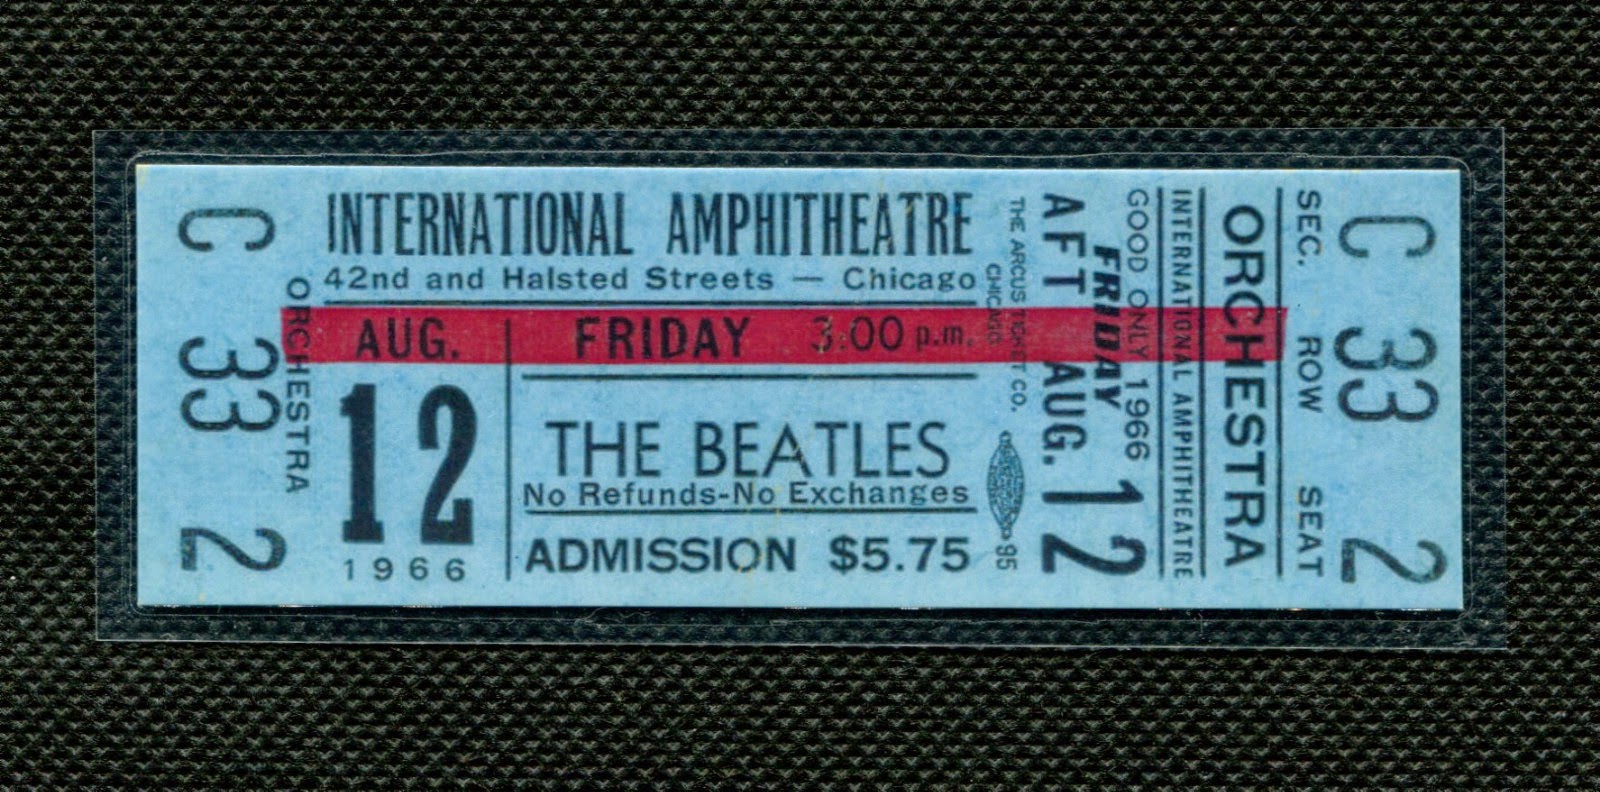 C 33 2
ORCHESTRA
INTERNATIONAL AMPHITHEATRE
42nd and Halsted Streets — Chicago
AUG.
12
1966
FRIDAY 3:00 p.m.
THE BEATLES
No Refunds-No Exchanges
ADMISSION $5.75
THE ARCUS TICKET CO. 95
CHICAGO
AFT AUG. 12
FRIDAY
GOOD ONLY 1966
INTERNATIONAL AMPHITHEATRE
ORCHESTRA
SEC. ROW SEAT
C 33 2